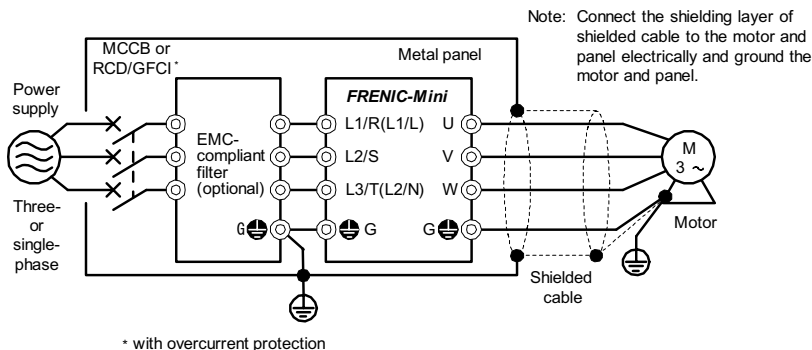 Note: Connect the shielding layer of
shielded cable to the motor and
panel electrically and ground the
motor and panel.
MCCB or
RCD/GFCI *
Metal panel
Power
supply
FRENIC-Mini
L1/R(L1/L) U
EMC-
compliant
filter
(optional)
L2/S V
L3/T(L2/N) W
M
3 ~
G G G
Three-
or
single-
phase
Motor
Shielded
cable
* with overcurrent protection